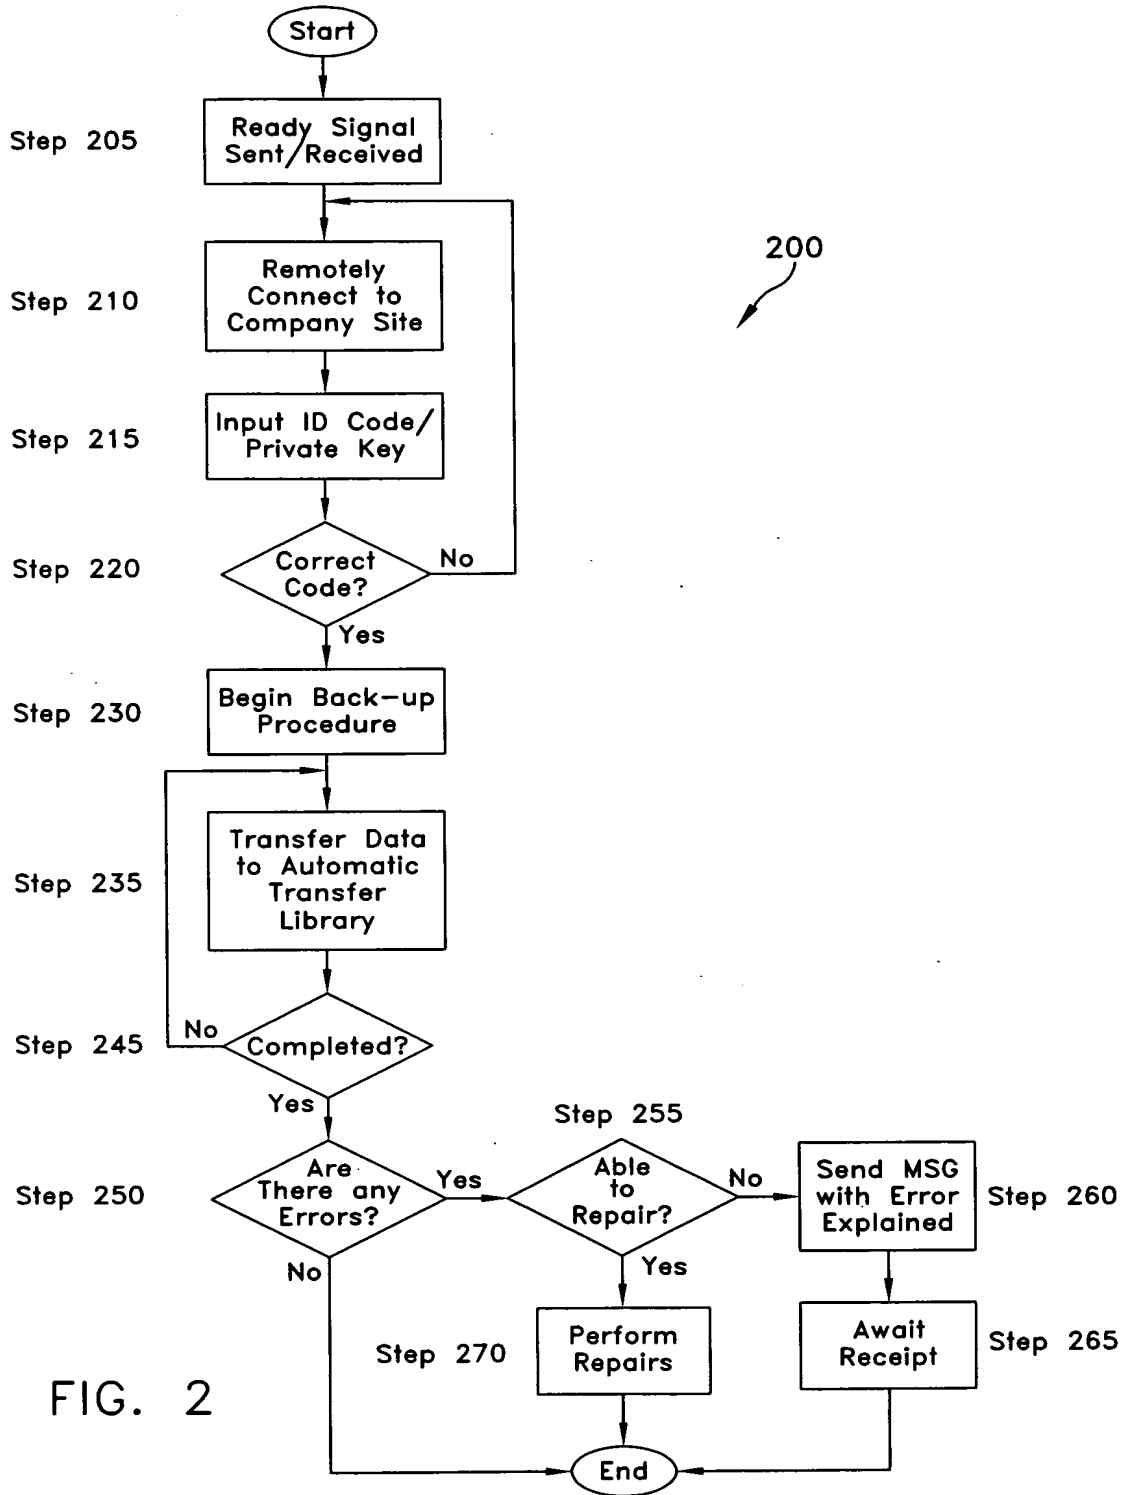 Start
Step 205
Ready Signal
Sent/Received
200
Step 210
Remotely
Connect to
Company Site
Step 215
Input ID Code/
Private Key
Step 220
Correct
Code?
No
Yes
Step 230
Begin Back-up
Procedure
Step 235
Transfer Data
to Automatic
Transfer
Library
Step 245
No
Completed?
Yes
Step 250
Are
There any
Errors?
Yes
No
Step 255
Able
to
Repair?
No
Yes
Send MSG
with Error
Explained
Step 260
Step 270
Perform
Repairs
Await
Receipt
Step 265
FIG. 2
End